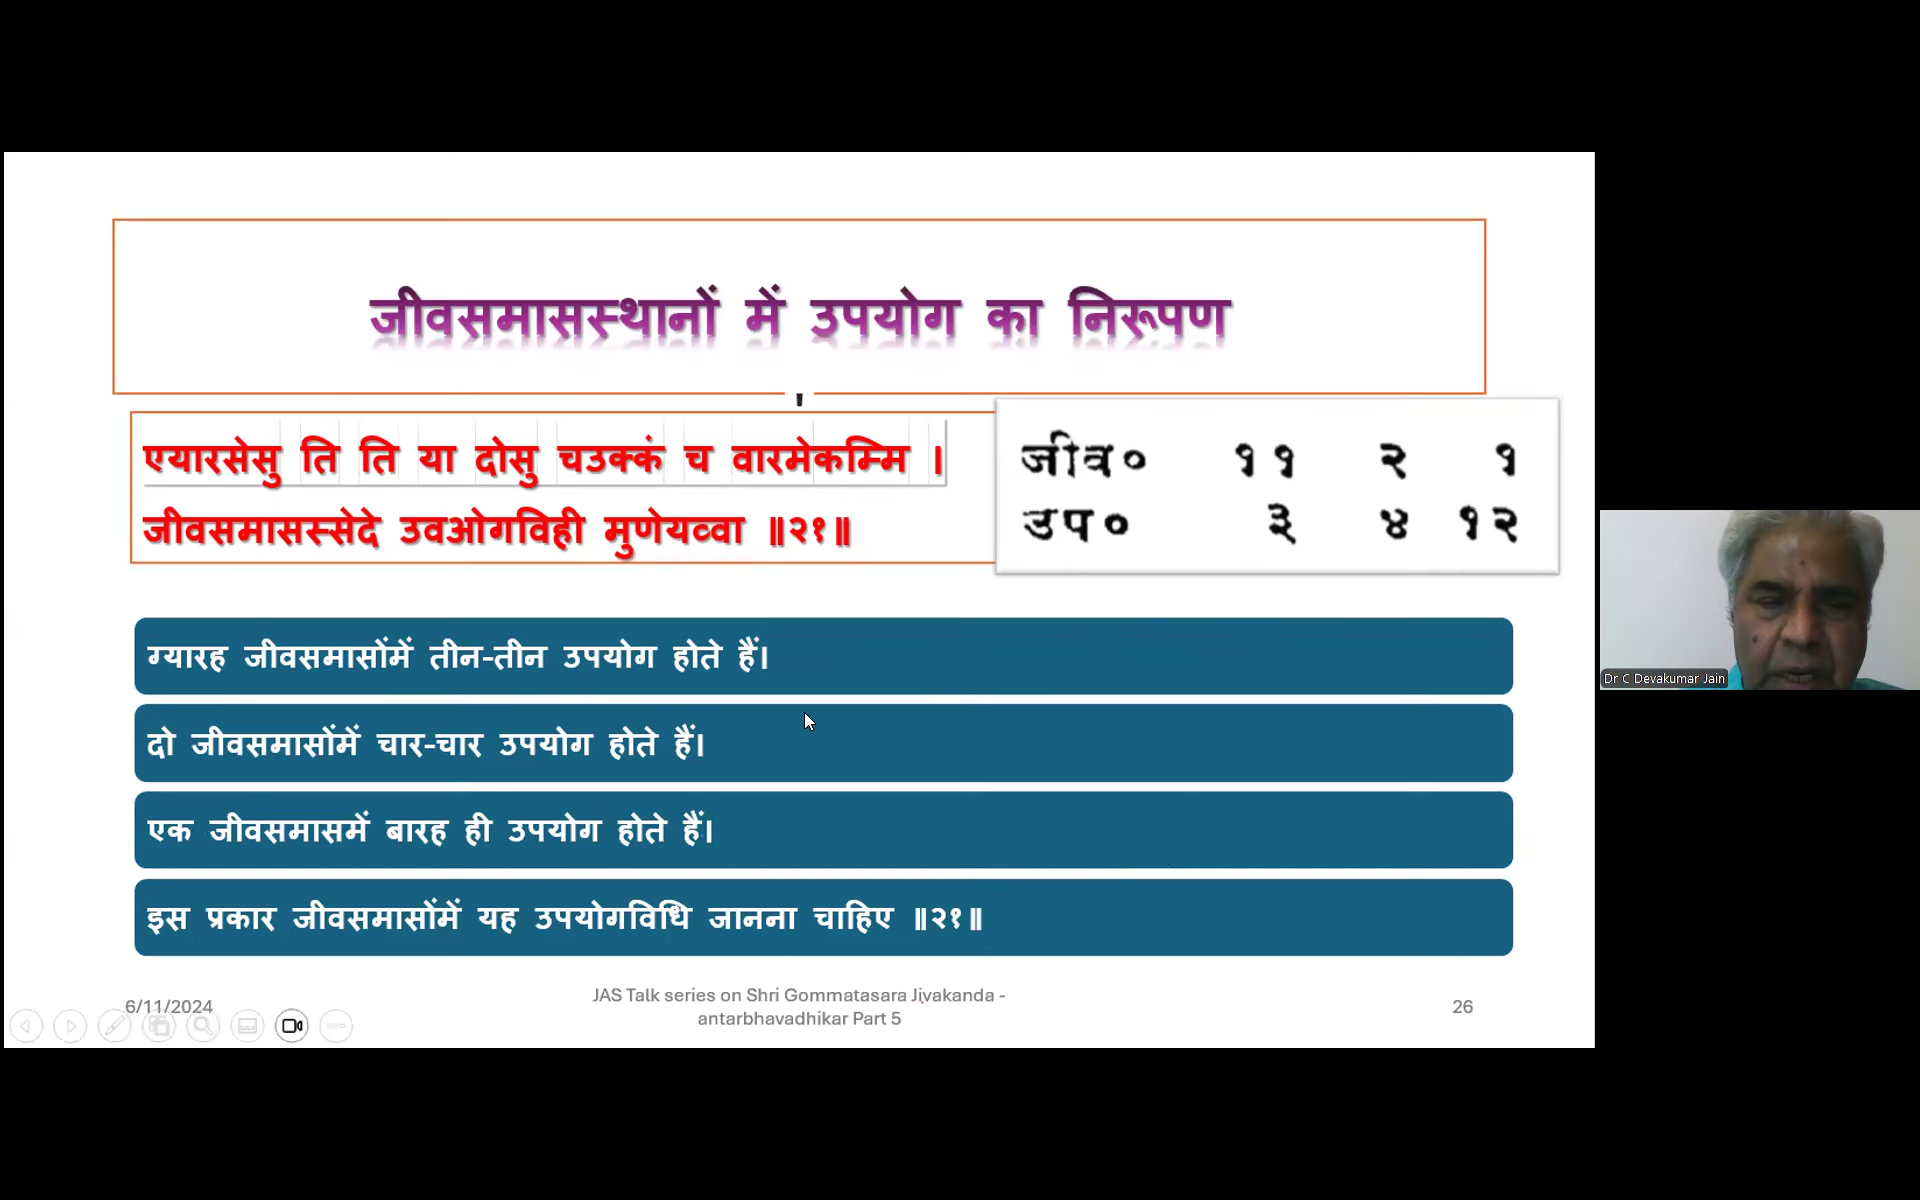 जीवसमासस्थानों में उपयोग का निरूपण
एयारसेसु ति ति या दोसु चउक्कं च वारमेकम्मि ।
जीवसमासस्सेदे उवओगविही मुणेयव्वा ॥२१॥
जीव० ११ २ १
उप० ३ ४ १२
ग्यारह जीवसमासोंमें तीन-तीन उपयोग होते हैं।
दो जीवसमासोंमें चार-चार उपयोग होते हैं।
एक जीवसमासमें बारह ही उपयोग होते हैं।
इस प्रकार जीवसमासोंमें यह उपयोगविधि जानना चाहिए ॥२१॥
6/11/2024
JAS Talk series on Shri Gommatasara Jivakanda -
antarbhavadhikar Part 5
26
Dr C Devakumar Jain